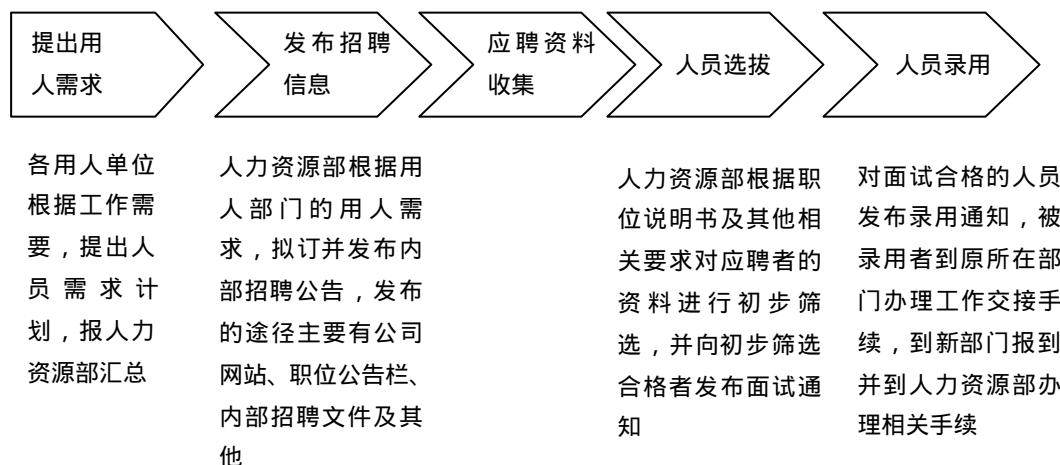 提出用
人需求
发布招聘
信息
应聘资料
收集
人员选拔
人员录用
各用人单位
根据工作需
要，提出人
员需求计
划，报人力
资源部汇总
人力资源部根据用
人部门的用人需
求，拟订并发布内
部招聘公告，发布
的途径主要有公司
网站、职位公告栏、
内部招聘文件及其
他
人力资源部根据职
位说明书及其他相
关要求对应聘者的
资料进行初步筛
选，并向初步筛选
合格者发布面试通
知
对面试合格的人员
发布录用通知，被
录用者到原所在部
门办理工作交接手
续，到新部门报到
并到人力资源部办
理相关手续